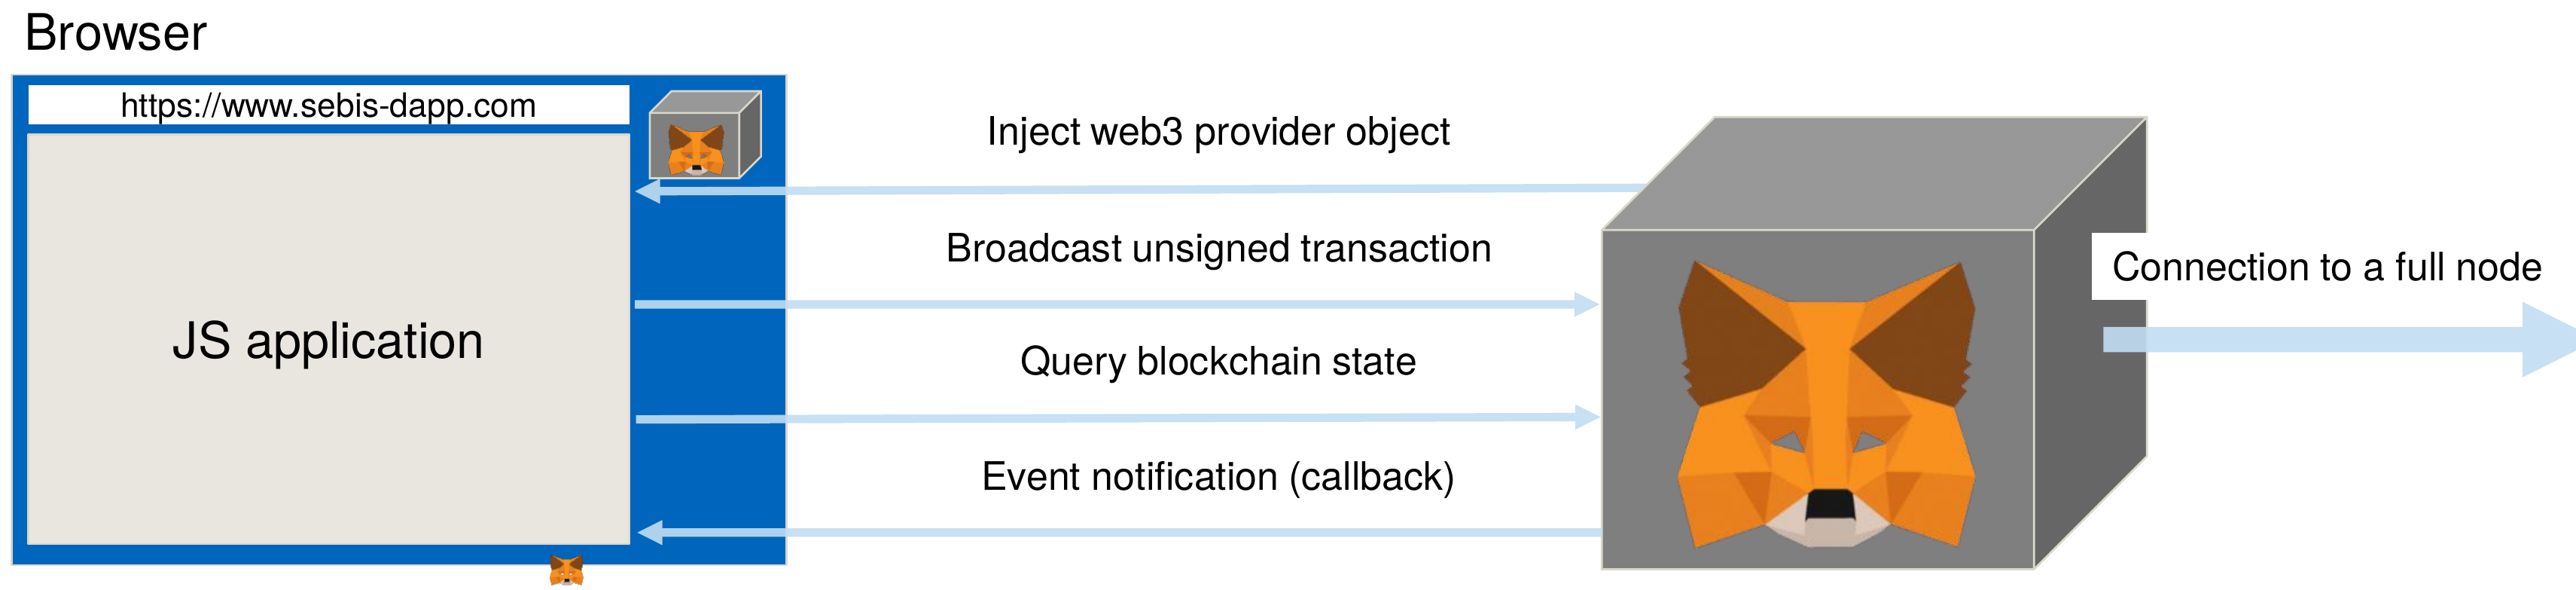 Browser
https://www.sebis-dapp.com
JS application
Inject web3 provider object
Broadcast unsigned transaction
Query blockchain state
Event notification (callback)
Connection to a full node